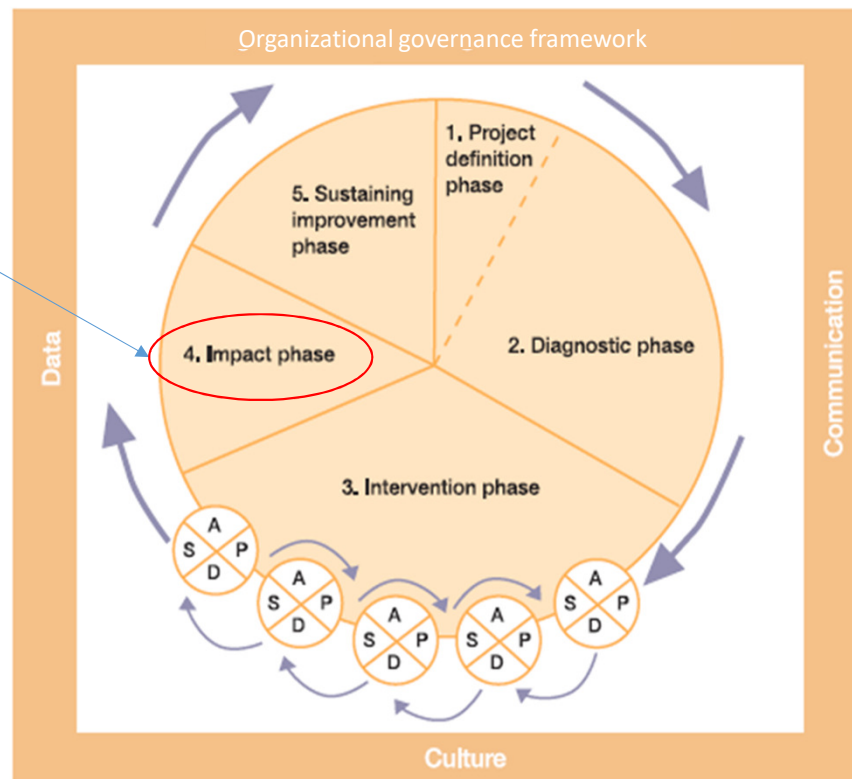 Organizational governance framework
1. Project
definition
phase
5. Sustaining
improvement
phase
2. Diagnostic phase
4. Impact phase
3. Intervention phase
Data
Communication
A
S P
D
A
S P
D
A
S P
D
A
S P
D
A
S P
D
Culture